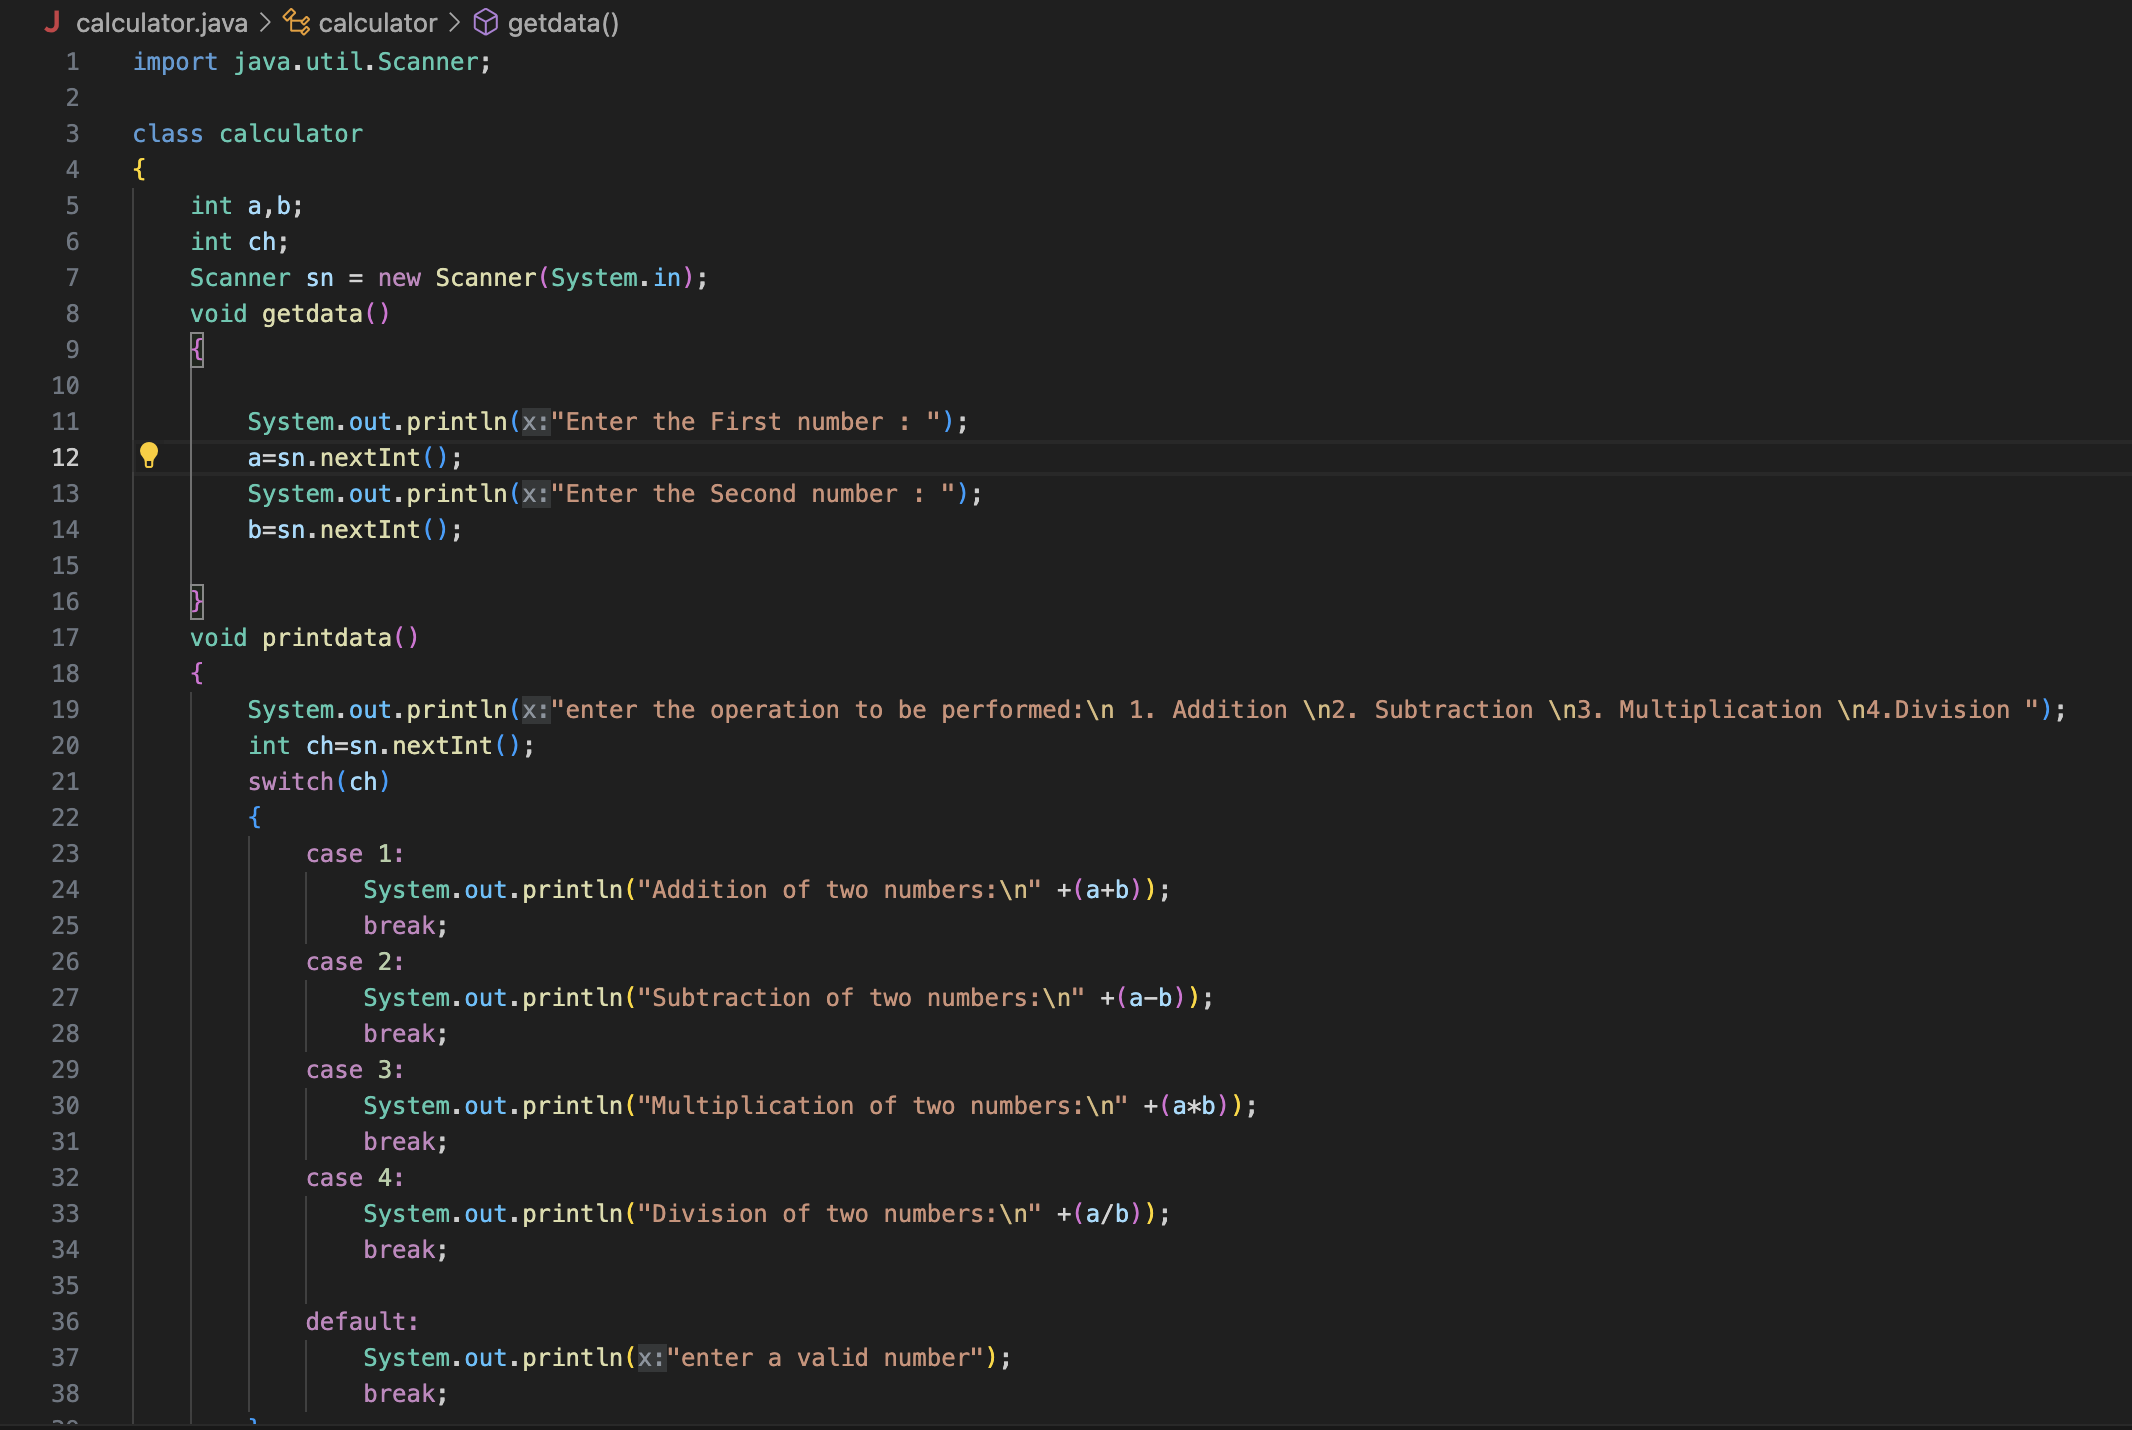 calculator.java > calculator > getdata()
1 import java.util.Scanner;
2
3 class calculator
4 {
5 int a,b;
6 int ch;
7 Scanner sn = new Scanner(System.in);
8 void getdata()
9 {
10
11 System.out.println(x:"Enter the First number : ");
12 a=sn.nextInt();
13 System.out.println(x:"Enter the Second number : ");
14 b=sn.nextInt();
15
16 }
17 void printdata()
18 {
19 System.out.println(x:"enter the operation to be performed:\n 1. Addition \n2. Subtraction \n3. Multiplication \n4.Division ");
20 int ch=sn.nextInt();
21 switch(ch)
22 {
23 case 1:
24 System.out.println("Addition of two numbers:\n" +(a+b));
25 break;
26 case 2:
27 System.out.println("Subtraction of two numbers:\n" +(a-b));
28 break;
29 case 3:
30 System.out.println("Multiplication of two numbers:\n" +(a*b));
31 break;
32 case 4:
33 System.out.println("Division of two numbers:\n" +(a/b));
34 break;
35
36 default:
37 System.out.println(x:"enter a valid number");
38 break;